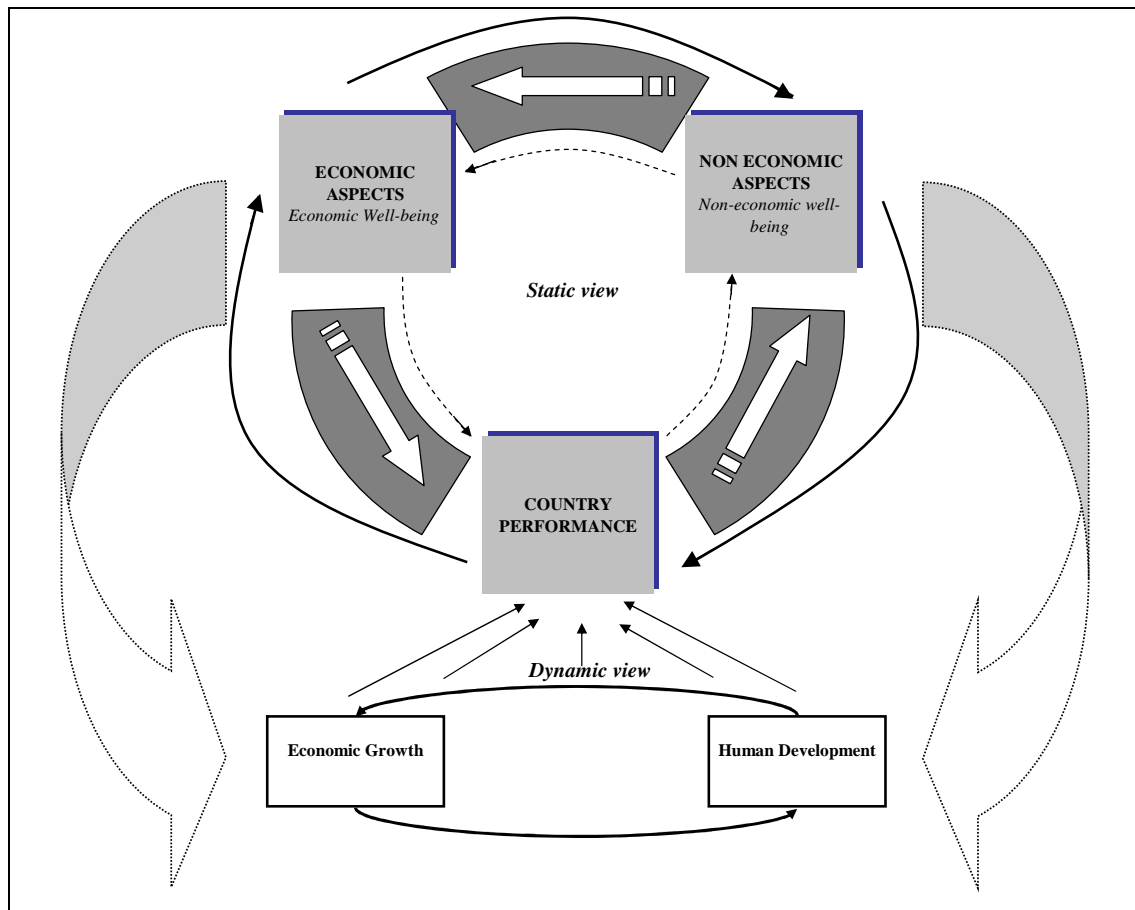 ECONOMIC
ASPECTS
Economic Well-being
NON ECONOMIC
ASPECTS
Non-economic well-
being
Static view
COUNTRY
PERFORMANCE
Dynamic view
Economic Growth
Human Development